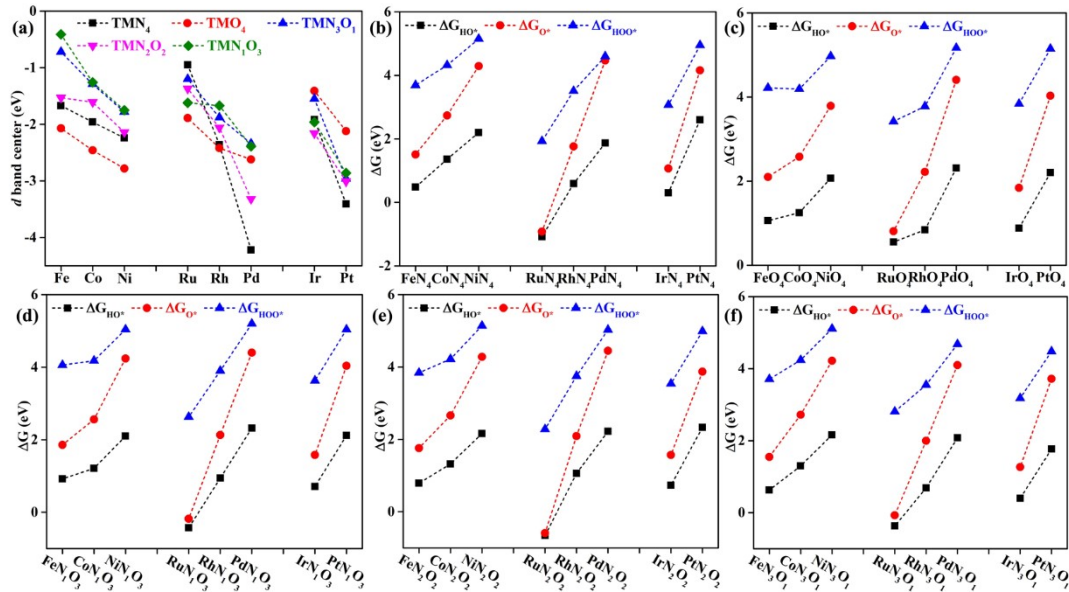 (a)
TMN4 TMO4 TMN3O1
TMN2O2 TMN1O3
d band center (eV)
0
-1
-2
-3
-4
Fe Co Ni Ru Rh Pd Ir Pt
(b)
ΔGHO* ΔGO* ΔGHOO*
ΔG (eV)
6
4
2
0
-2
FeN4 CoN4 NiN4 RuN4 RhN4 PdN4 IrN4 PtN4
(c)
ΔGHO* ΔGO* ΔGHOO*
ΔG (eV)
6
4
2
0
FeO4 CoO4 NiO4 RuO4 RhO4 PdO4 IrO4 PtO4
(d)
ΔGHO* ΔGO* ΔGHOO*
ΔG (eV)
6
4
2
0
FeN1O3 CoN1O3 NiN1O3 RuN1O3 RhN1O3 PdN1O3 IrN1O3 PtN1O3
(e)
ΔGHO* ΔGO* ΔGHOO*
ΔG (eV)
6
4
2
0
FeN2O2 CoN2O2 NiN2O2 RuN2O2 RhN2O2 PdN2O2 IrN2O2 PtN2O2
(f)
ΔGHO* ΔGO* ΔGHOO*
ΔG (eV)
6
4
2
0
FeN3O1 CoN3O1 NiN3O1 RuN3O1 RhN3O1 PdN3O1 IrN3O1 PtN3O1